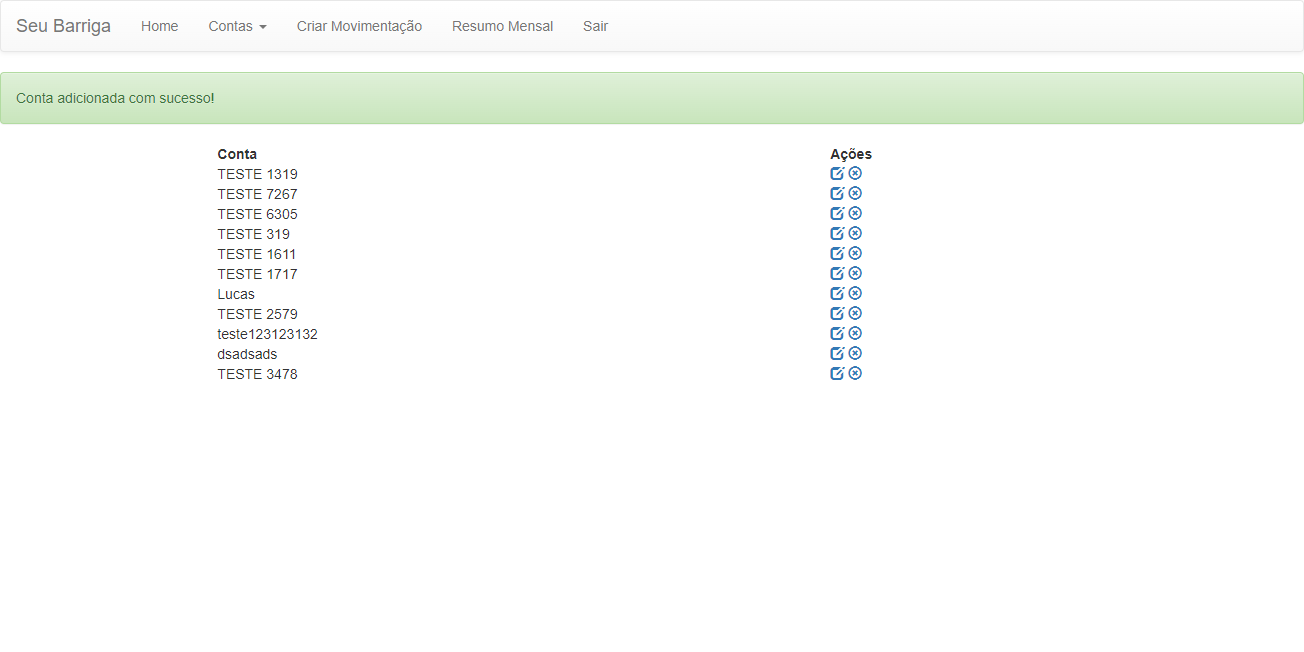 Seu Barriga Home Contas Criar Movimentação Resumo Mensal Sair
Conta adicionada com sucesso!
Conta Ações
TESTE 1319
TESTE 7267
TESTE 6305
TESTE 319
TESTE 1611
TESTE 1717
Lucas
TESTE 2579
teste123123132
dsadsads
TESTE 3478